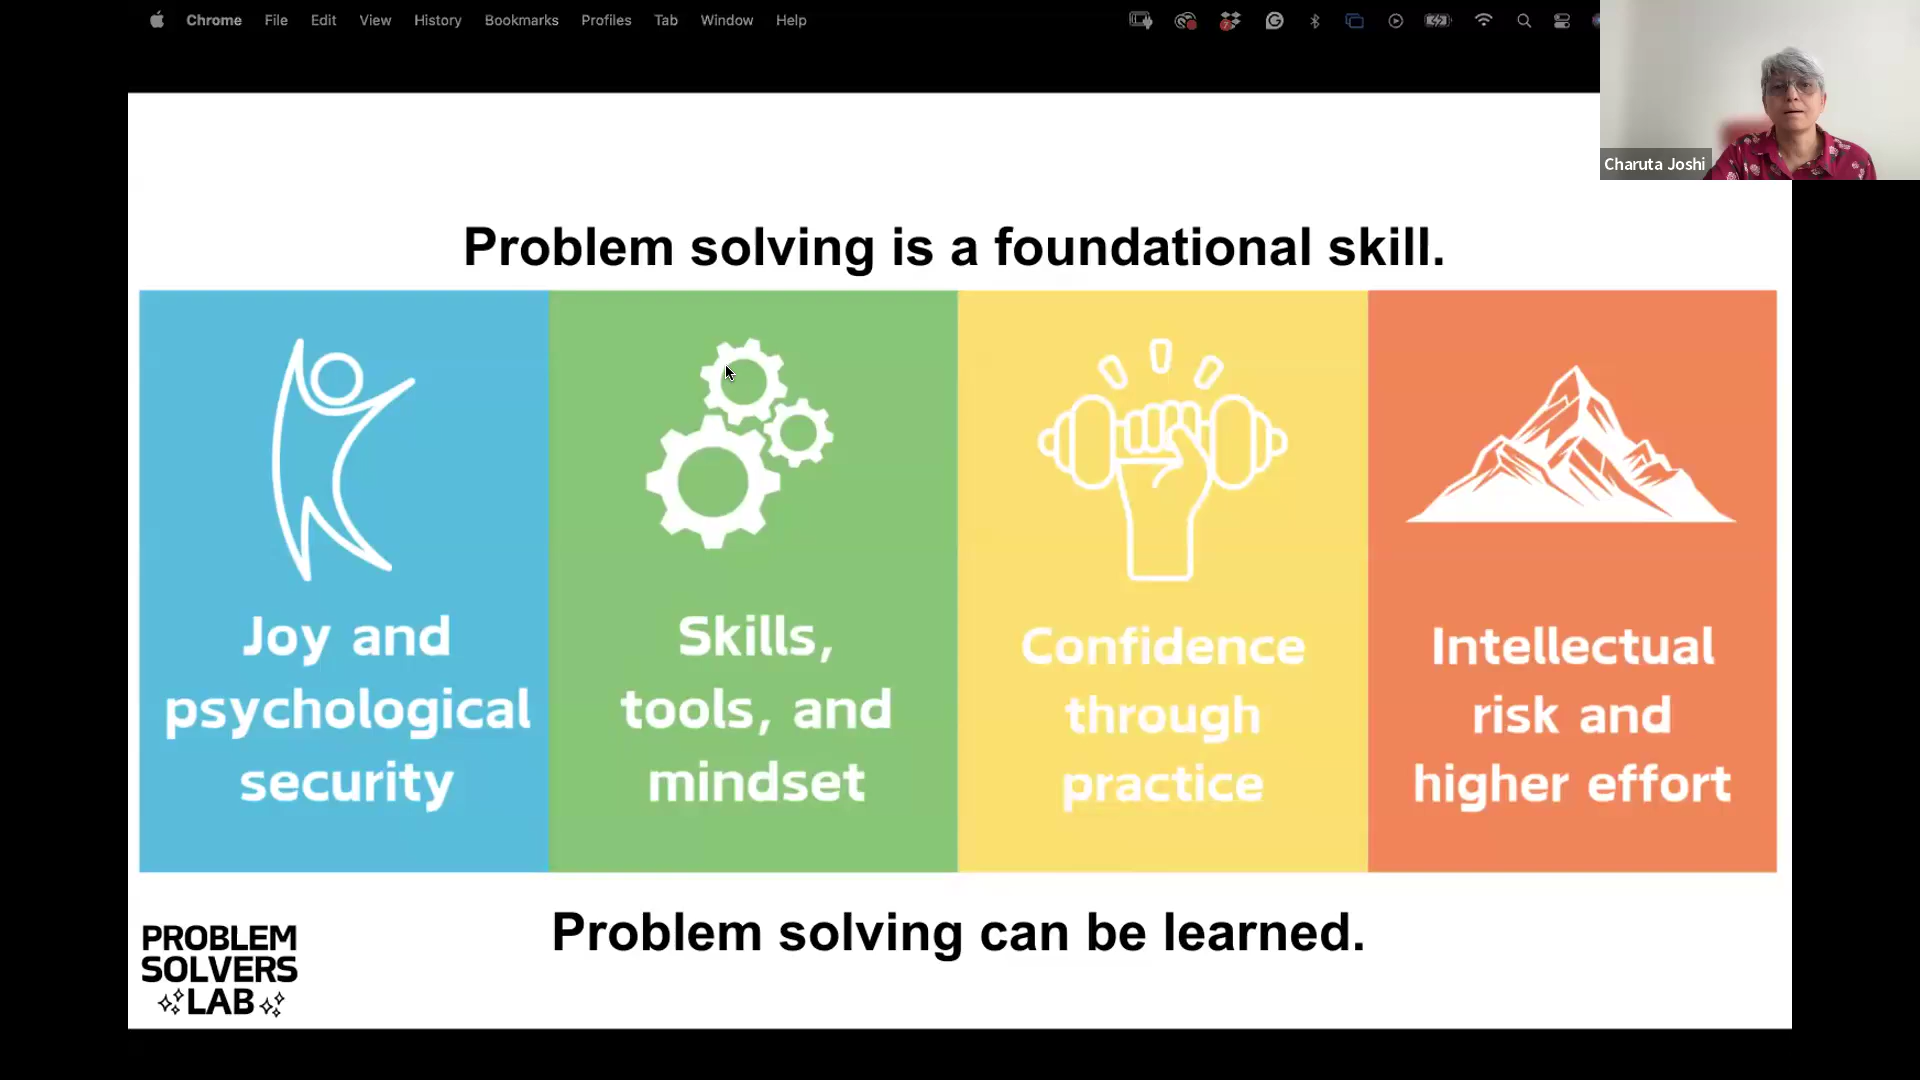 Chrome File Edit View History Bookmarks Profiles Tab Window Help
7
Charuta Joshi
Problem solving is a foundational skill.
Joy and
psychological
security
Skills,
tools, and
mindset
Confidence
through
practice
Intellectual
risk and
higher effort
Problem solving can be learned.
PROBLEM
SOLVERS
LAB